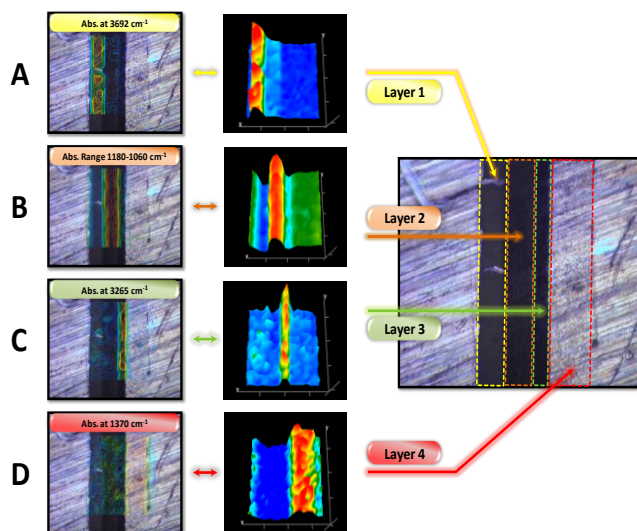 Abs. at 3692 cm⁻¹
A
Layer 1
Abs. Range 1180-1060 cm⁻¹
B
Layer 2
Abs. at 3265 cm⁻¹
C
Layer 3
Abs. at 1370 cm⁻¹
D
Layer 4